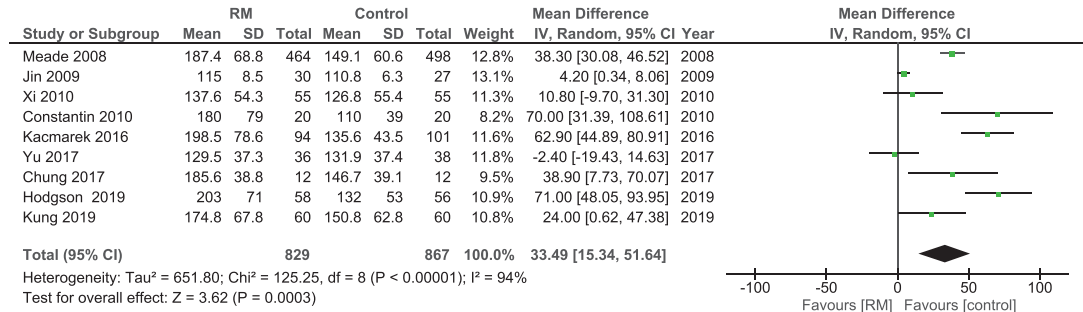 RM Control Mean Difference Mean Difference
Study or Subgroup Mean SD Total Mean SD Total Weight IV, Random, 95% CI Year IV, Random, 95% CI
Meade 2008 187.4 68.8 464 149.1 60.6 498 12.8% 38.30 [30.08, 46.52] 2008
Jin 2009 115 8.5 30 110.8 6.3 27 13.1% 4.20 [0.34, 8.06] 2009
Xi 2010 137.6 54.3 55 126.8 55.4 55 11.3% 10.80 [-9.70, 31.30] 2010
Constantin 2010 180 79 20 110 39 20 8.0% 70.00 [31.39, 108.61] 2010
Kacmarek 2016 198.5 78.6 94 135.6 43.5 101 11.6% 62.90 [44.89, 80.91] 2016
Yu 2017 129.5 37.3 36 131.9 37.4 38 11.8% -2.40 [-19.43, 14.63] 2017
Chung 2017 185.6 38.8 12 146.7 39.1 12 9.5% 38.90 [7.73, 70.07] 2017
Hodgson 2019 203 71 58 132 53 56 10.9% 71.00 [48.05, 93.95] 2019
Kung 2019 174.8 67.8 60 150.8 62.8 60 10.8% 24.00 [0.62, 47.38] 2019
Total (95% CI) 829 867 100.0% 33.49 [15.34, 51.64]
Heterogeneity: Tau² = 651.80; Chi² = 125.25, df = 8 (P < 0.00001); I² = 94%
Test for overall effect: Z = 3.62 (P = 0.0003)
-100 -50 0 50 100
Favours [RM] Favours [control]